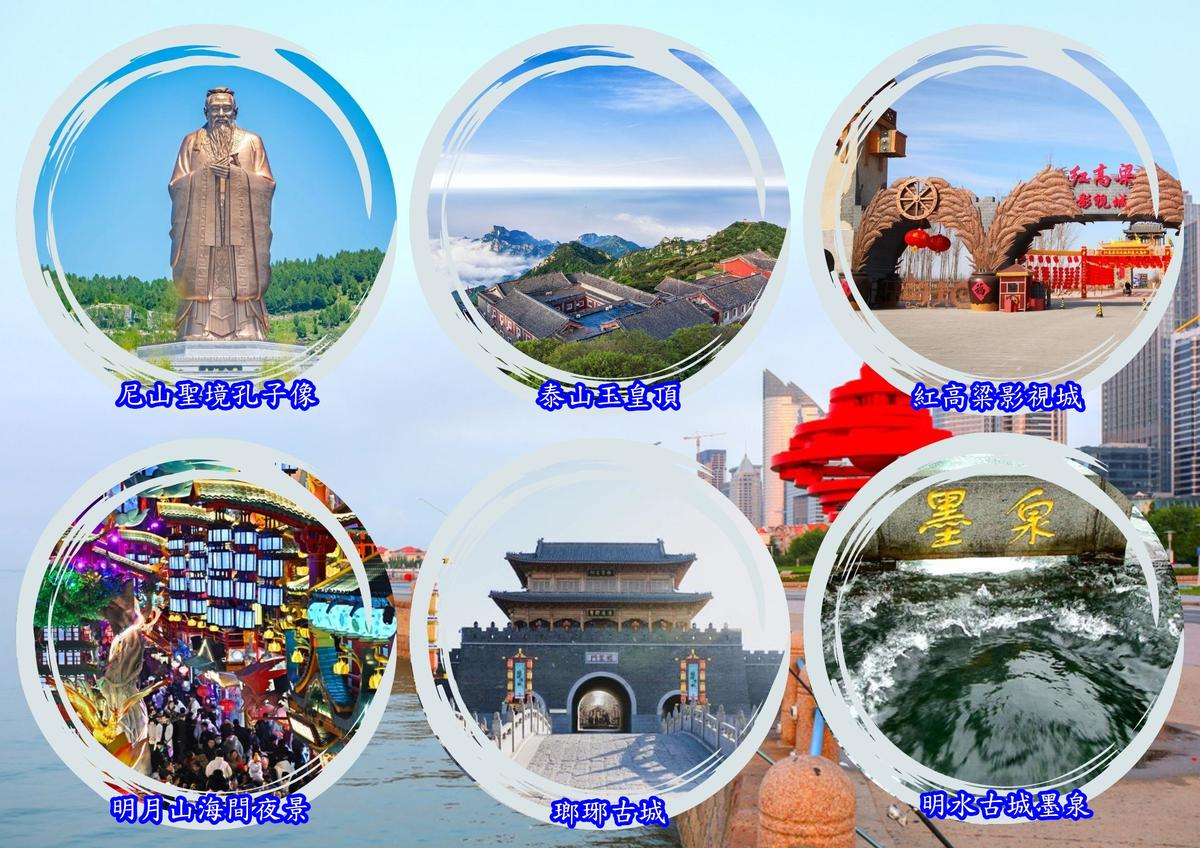 红高粱
影視城
尼山聖境孔子像
泰山玉皇頂
紅高粱影視城
墨泉
明月山海間夜景
瑯琊古城
明水古城墨泉